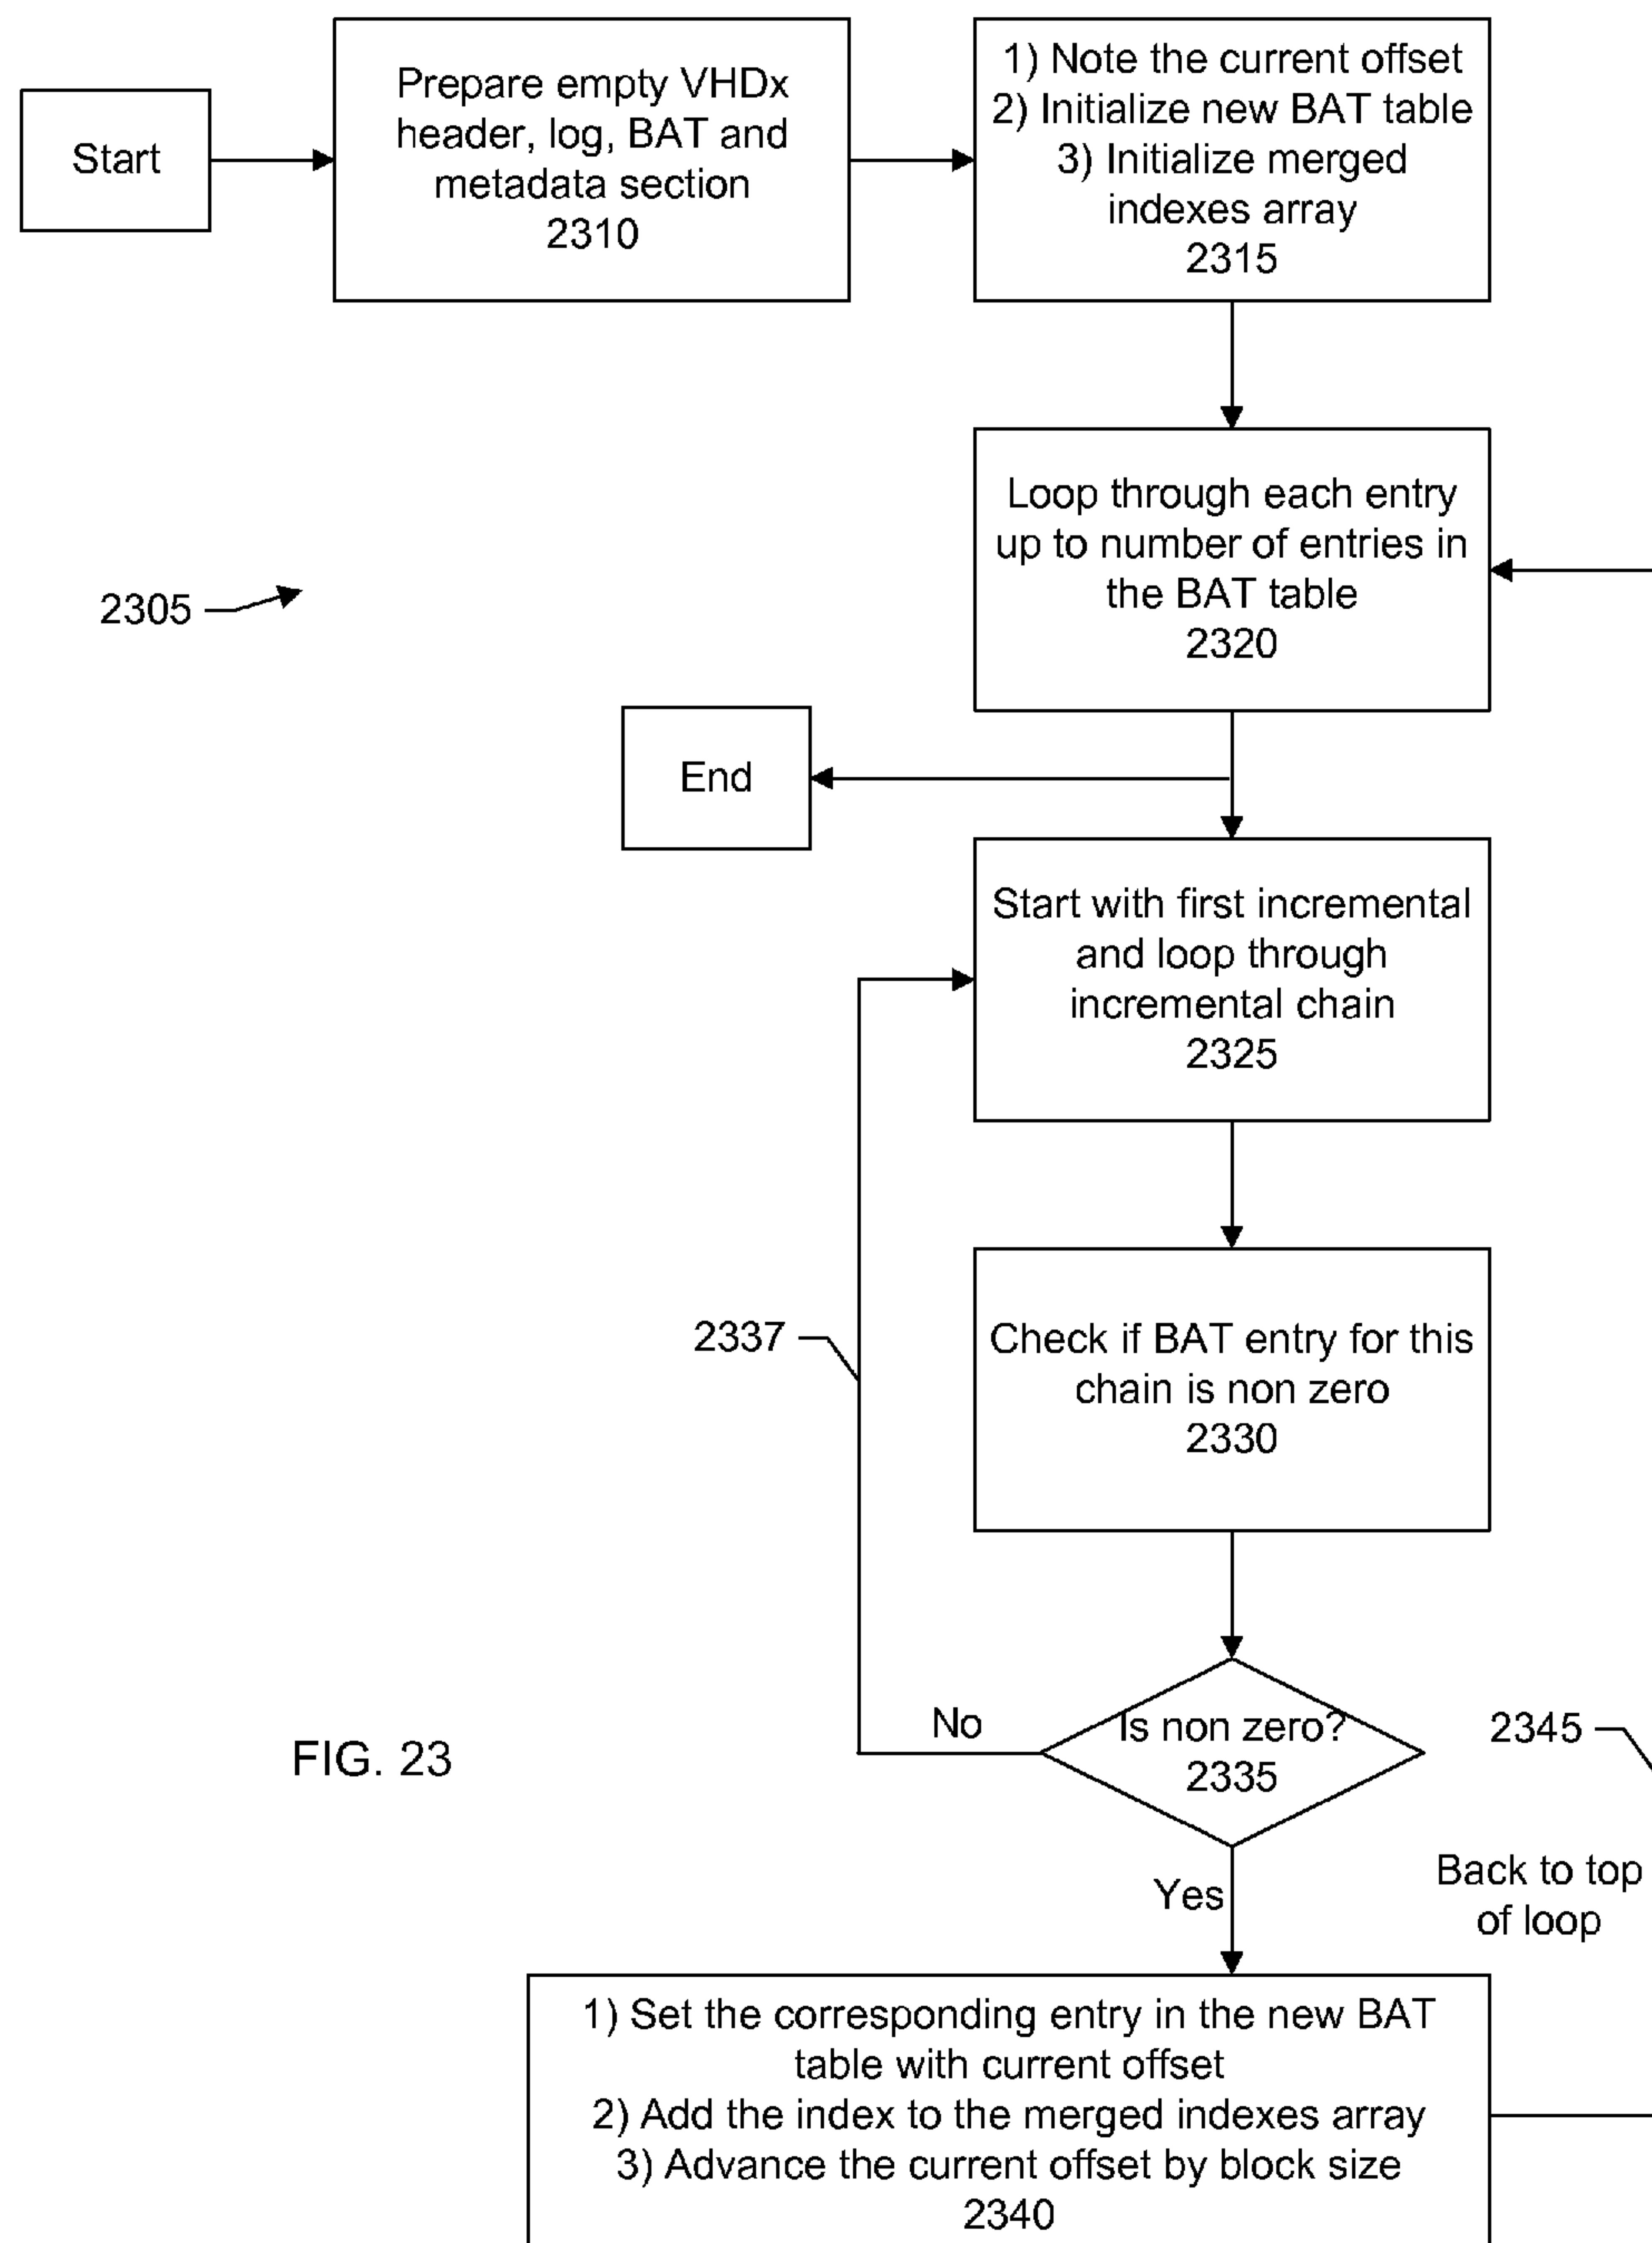 Start
Prepare empty VHDx
header, log, BAT and
metadata section
2310
1) Note the current offset
2) Initialize new BAT table
3) Initialize merged
indexes array
2315
Loop through each entry
up to number of entries in
the BAT table
2320
2305
End
Start with first incremental
and loop through
incremental chain
2325
2337
Check if BAT entry for this
chain is non zero
2330
No
Is non zero?
2335
2345
FIG. 23
Back to top
of loop
Yes
1) Set the corresponding entry in the new BAT
table with current offset
2) Add the index to the merged indexes array
3) Advance the current offset by block size
2340